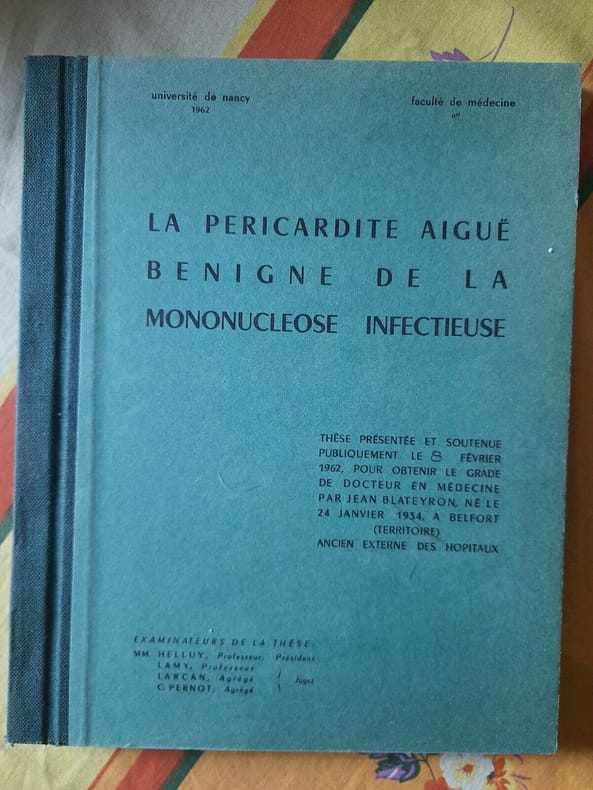 université de nancy
1962
faculté de médecine
n°
LA PERICARDITE AIGUË
BENIGNE DE LA
MONONUCLEOSE INFECTIEUSE
THÈSE PRÉSENTÉE ET SOUTENUE
PUBLIQUEMENT LE 8 FÉVRIER
1962, POUR OBTENIR LE GRADE
DE DOCTEUR EN MÉDECINE
PAR JEAN BLATEYRON, NÉ LE
24 JANVIER 1934, A BELFORT
(TERRITOIRE)
ANCIEN EXTERNE DES HOPITAUX
EXAMINATEURS DE LA THÈSE:
MM. HELLUY, Professeur, Président
LAMY, Professeur
LARCAN, Agrégé
C. PERNOT, Agrégé
Juges